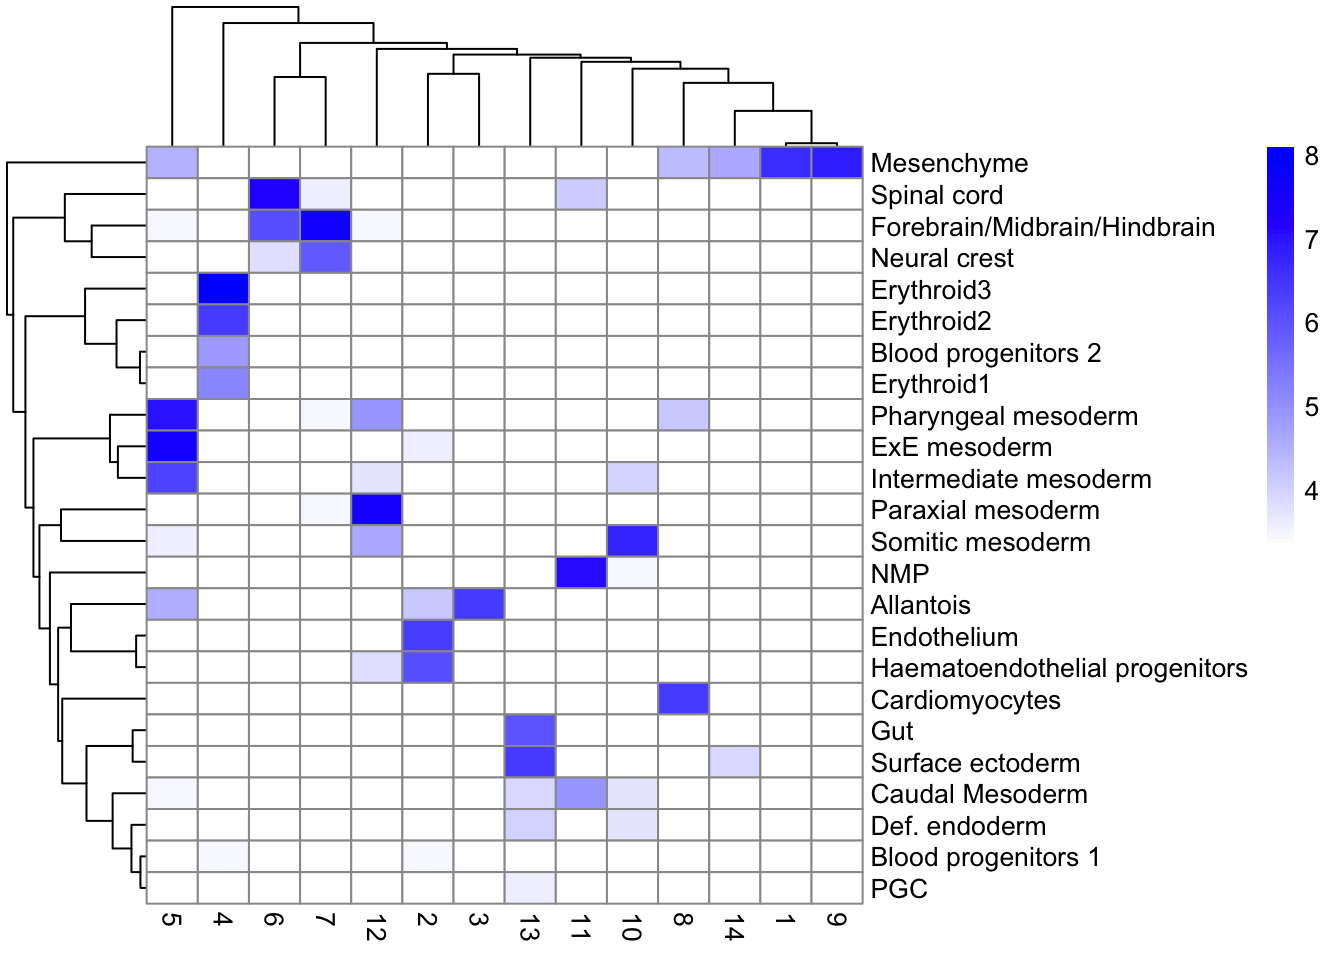 Mesenchyme
Spinal cord
Forebrain/Midbrain/Hindbrain
Neural crest
Erythroid3
Erythroid2
Blood progenitors 2
Erythroid1
Pharyngeal mesoderm
ExE mesoderm
Intermediate mesoderm
Paraxial mesoderm
Somitic mesoderm
NMP
Allantois
Endothelium
Haematoendothelial progenitors
Cardiomyocytes
Gut
Surface ectoderm
Caudal Mesoderm
Def. endoderm
Blood progenitors 1
PGC
5 4 6 7 12 2 3 13 11 10 8 14 1 9
8
7
6
5
4